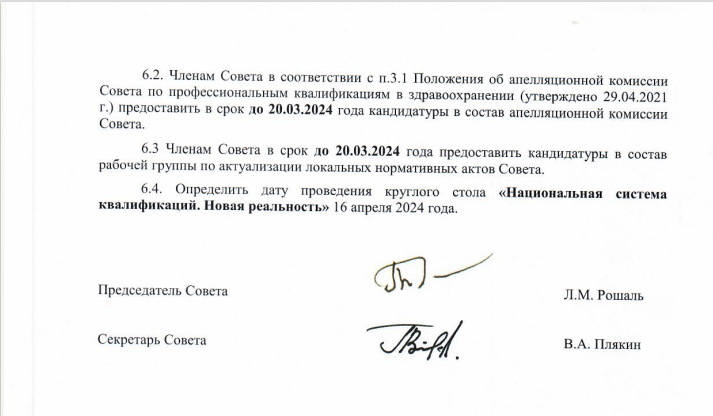 6.2. Членам Совета в соответствии с п.3.1 Положения об апелляционной комиссии
Совета по профессиональным квалификациям в здравоохранении (утверждено 29.04.2021
г.) предоставить в срок до 20.03.2024 года кандидатуры в состав апелляционной комиссии
Совета.
6.3 Членам Совета в срок до 20.03.2024 года предоставить кандидатуры в состав
рабочей группы по актуализации локальных нормативных актов Совета.
6.4. Определить дату проведения круглого стола «Национальная система
квалификаций. Новая реальность» 16 апреля 2024 года.
Председатель Совета Л.М. Рошаль
Секретарь Совета В.А. Плякин